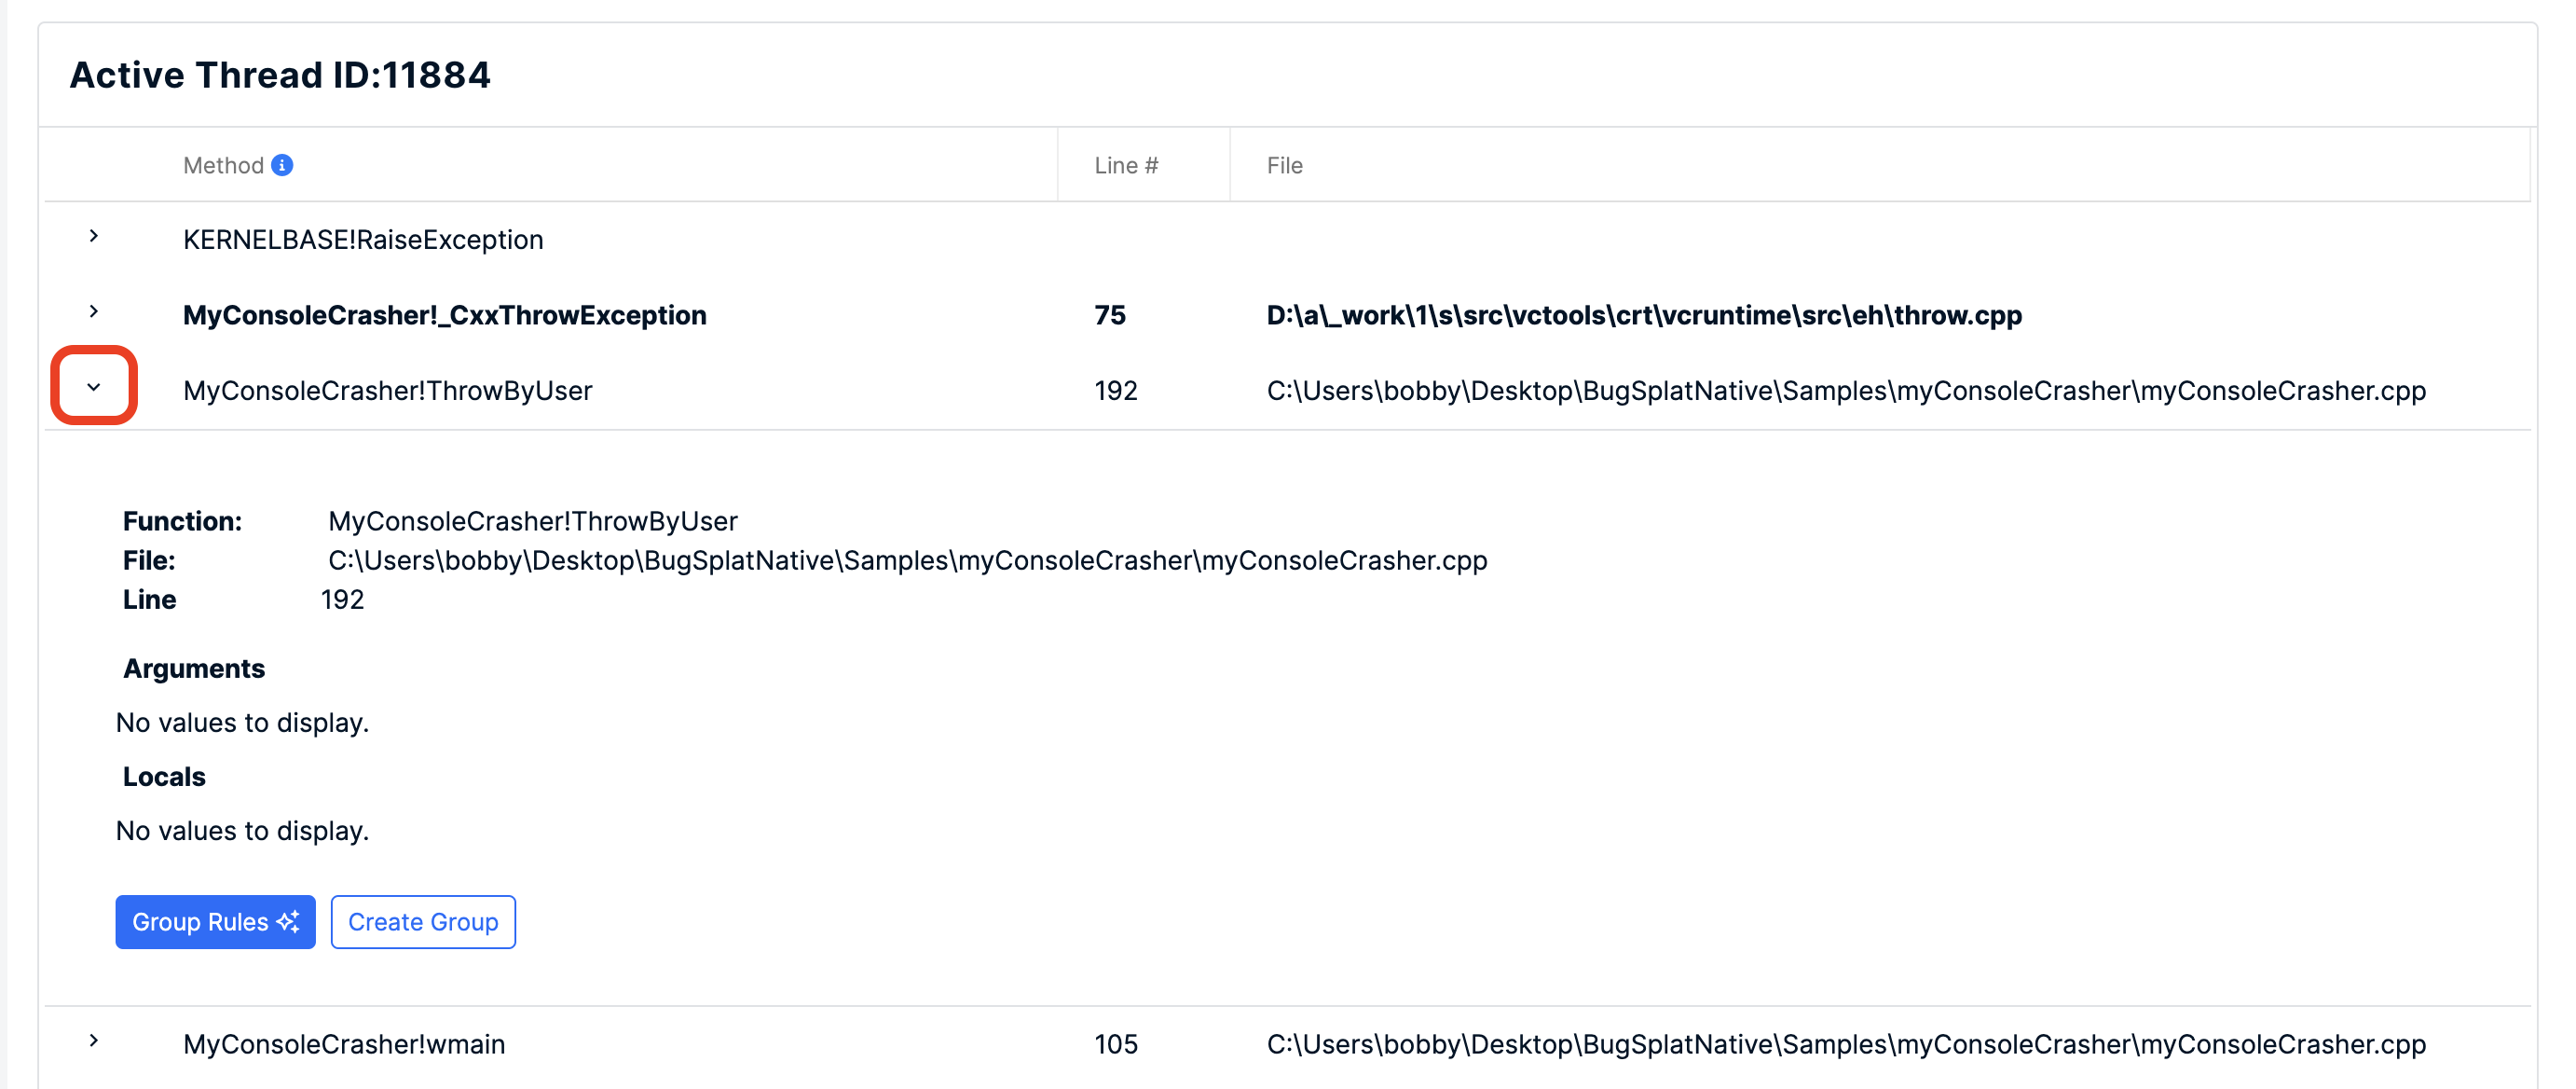 Active Thread ID:11884
Method Line # File
KERNELBASE!RaiseException
MyConsoleCrasher!_CxxThrowException 75 D:\a\_work\1\s\src\vctools\crt\vcruntime\src\eh\throw.cpp
MyConsoleCrasher!ThrowByUser 192 C:\Users\bobby\Desktop\BugSplatNative\Samples\myConsoleCrasher\myConsoleCrasher.cpp
Function: MyConsoleCrasher!ThrowByUser
File: C:\Users\bobby\Desktop\BugSplatNative\Samples\myConsoleCrasher\myConsoleCrasher.cpp
Line 192
Arguments
No values to display.
Locals
No values to display.
Group Rules Create Group
MyConsoleCrasher!wmain 105 C:\Users\bobby\Desktop\BugSplatNative\Samples\myConsoleCrasher\myConsoleCrasher.cpp